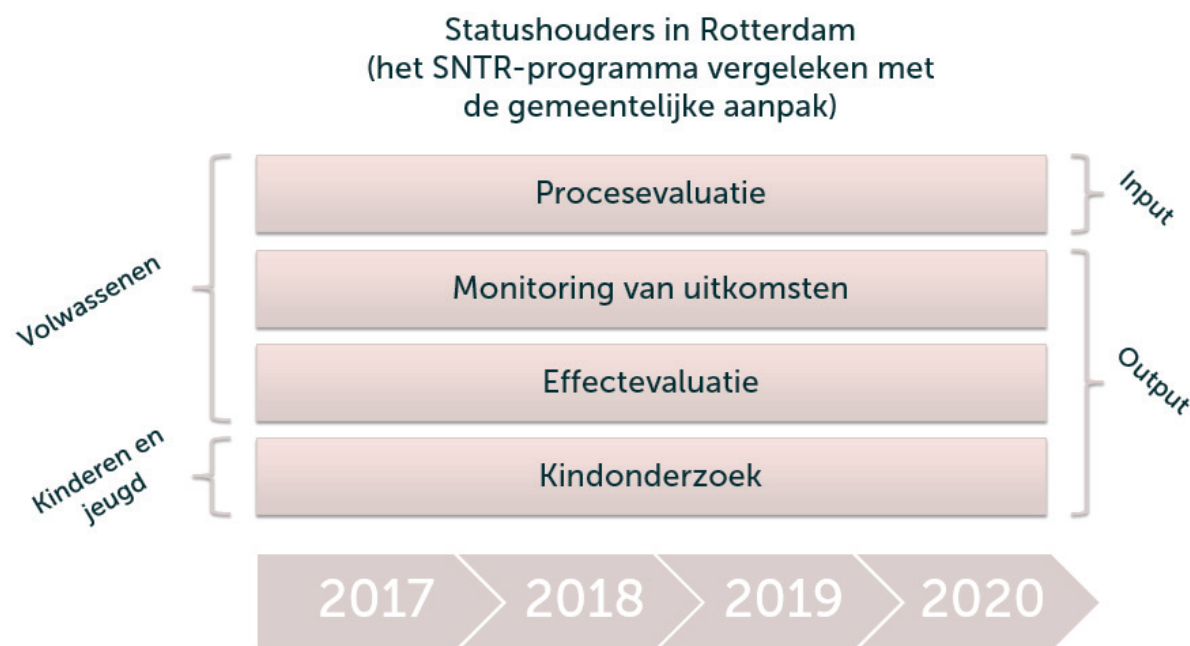 Statushouders in Rotterdam
(het SNTR-programma vergeleken met
de gemeentelijke aanpak)
Procesevaluatie
Input
Monitoring van uitkomsten
Volwassenen
Effectevaluatie
Output
Kinderen en
jeugd
Kindonderzoek
2017
2018
2019
2020